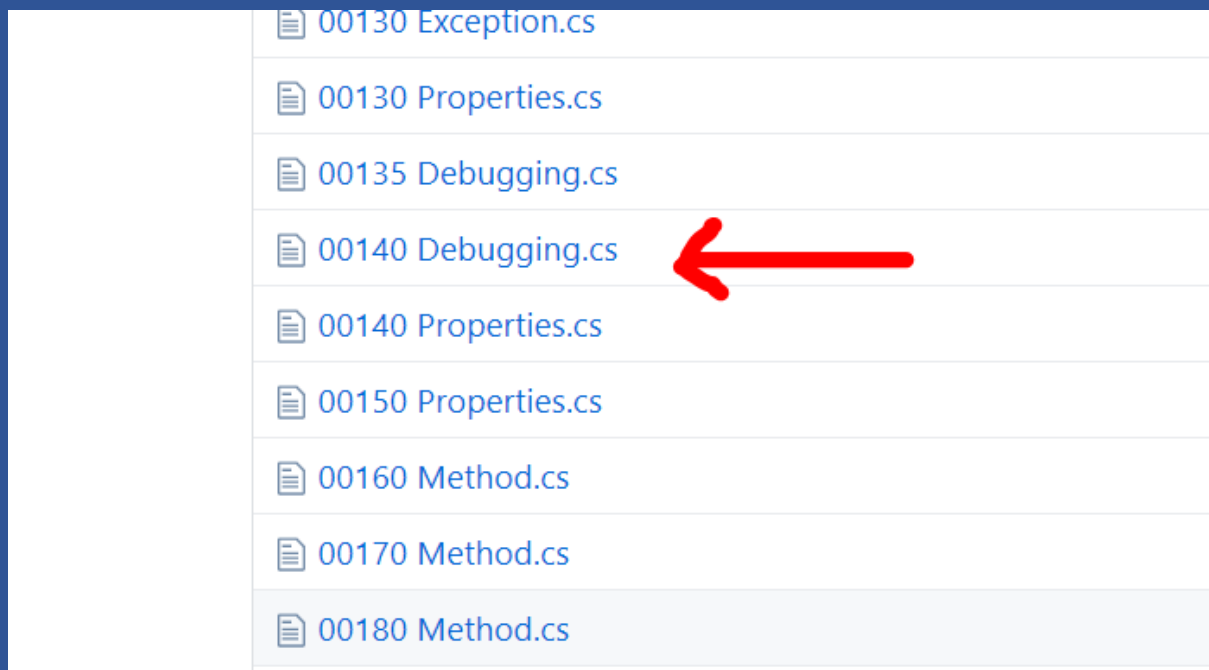 00130 Exception.cs
00130 Properties.cs
00135 Debugging.cs
00140 Debugging.cs
00140 Properties.cs
00150 Properties.cs
00160 Method.cs
00170 Method.cs
00180 Method.cs